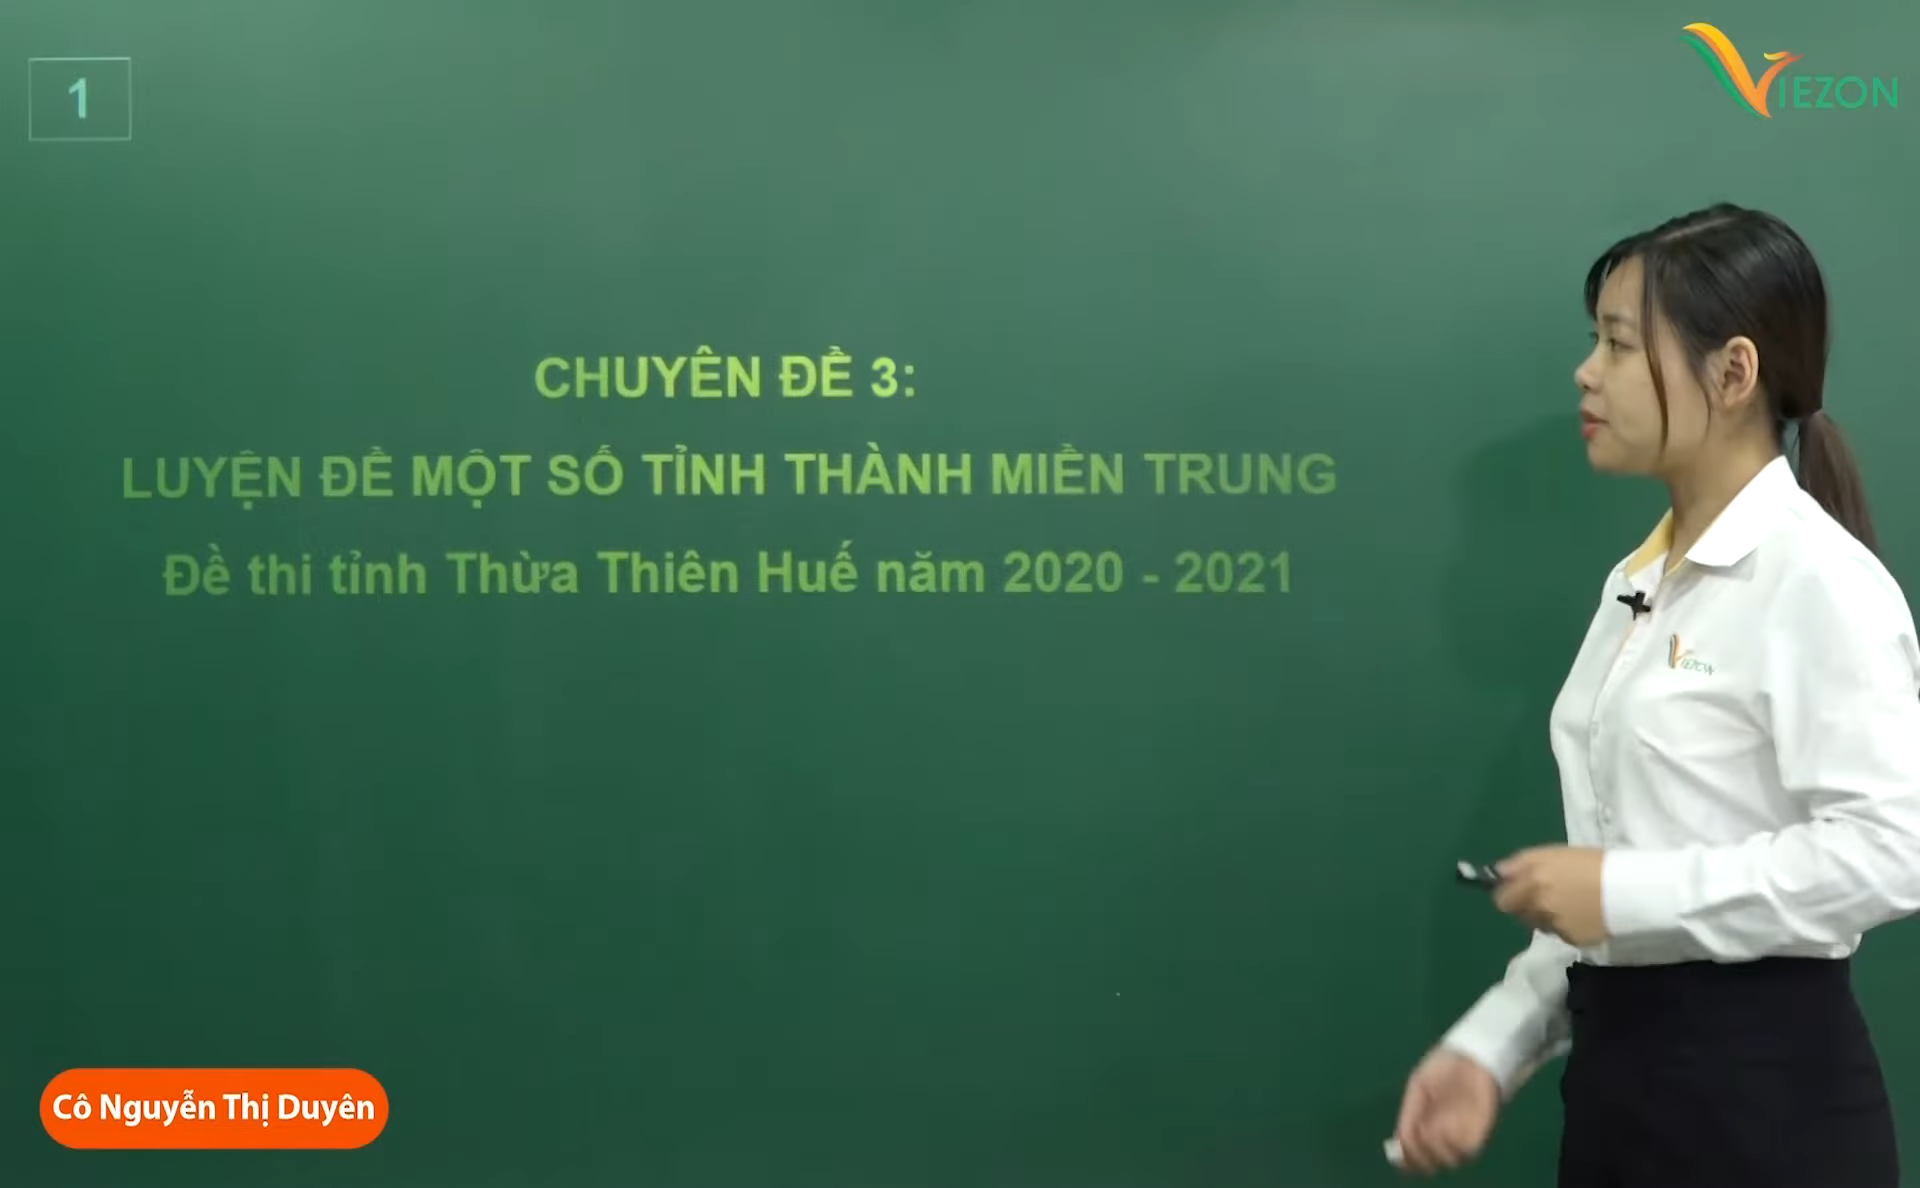 1
VIEZON
CHUYÊN ĐỀ 3:
LUYỆN ĐỀ MỘT SỐ TỈNH THÀNH MIỀN TRUNG
Đề thi tỉnh Thừa Thiên Huế năm 2020 - 2021
VIEZON
Cô Nguyễn Thị Duyên